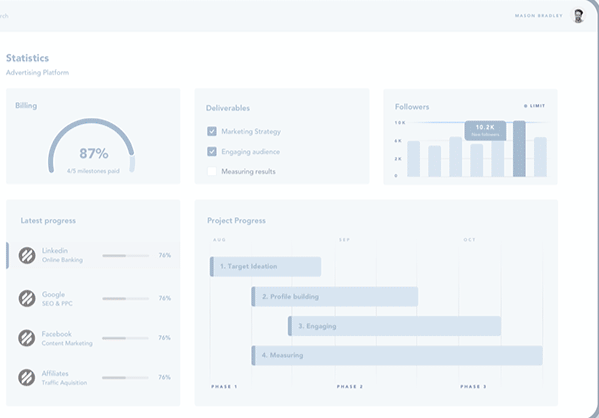 rch
MASON BRADLEY
Statistics
Advertising Platform
Billing
87%
4/5 milestones paid
Deliverables
Marketing Strategy
Engaging audience
Measuring results
Followers
LIMIT
10K
10.2K
New followers
6K
2K
0
Latest progress
Linkedin
Online Banking
76%
Google
SEO & PPC
76%
Facebook
Content Marketing
76%
Affiliates
Traffic Aquisition
76%
Project Progress
AUG
SEP
OCT
1. Target Ideation
2. Profile building
3. Engaging
4. Measuring
PHASE 1
PHASE 2
PHASE 3